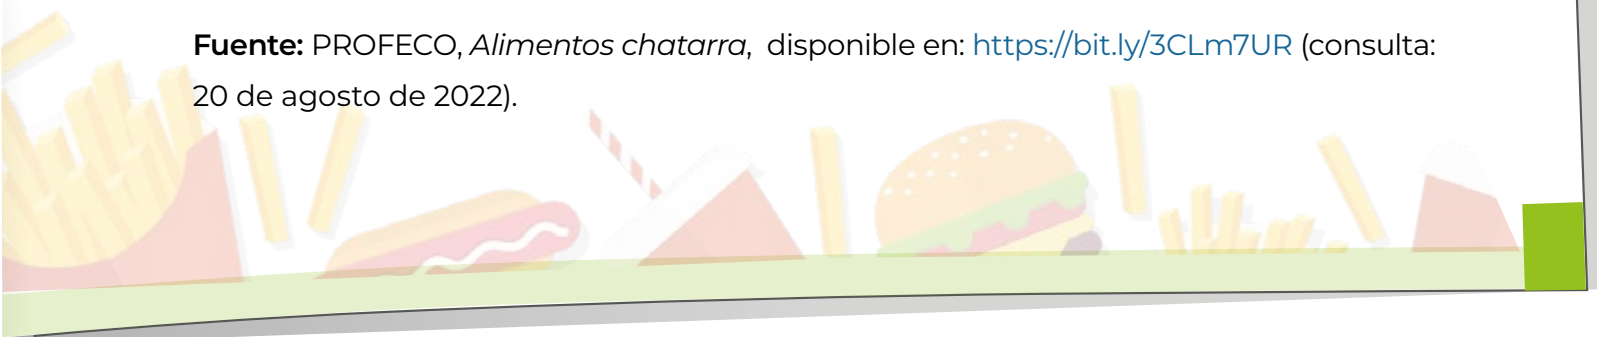 Fuente: PROFECO, Alimentos chatarra, disponible en: https://bit.ly/3CLm7UR (consulta:
20 de agosto de 2022).